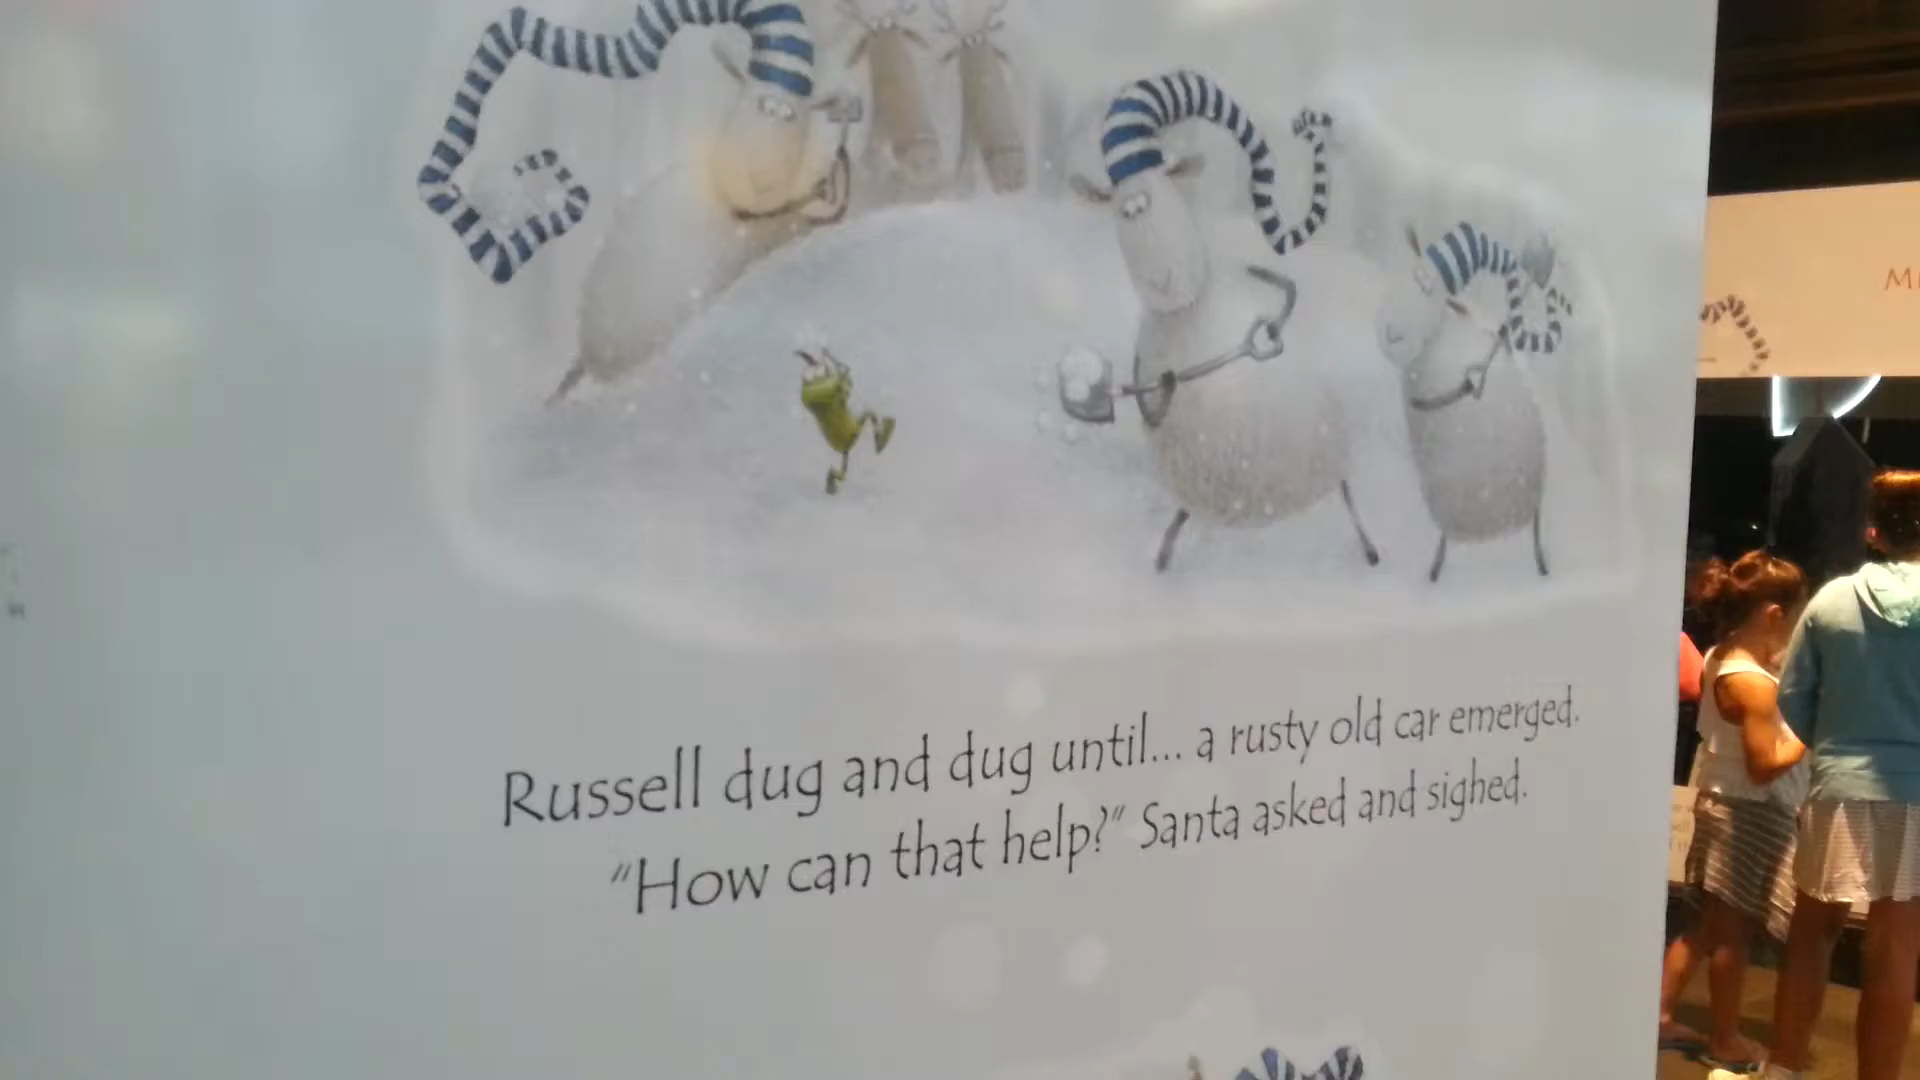 Russell dug and dug until... a rusty old car emerged.
"How can that help?" Santa asked and sighed.